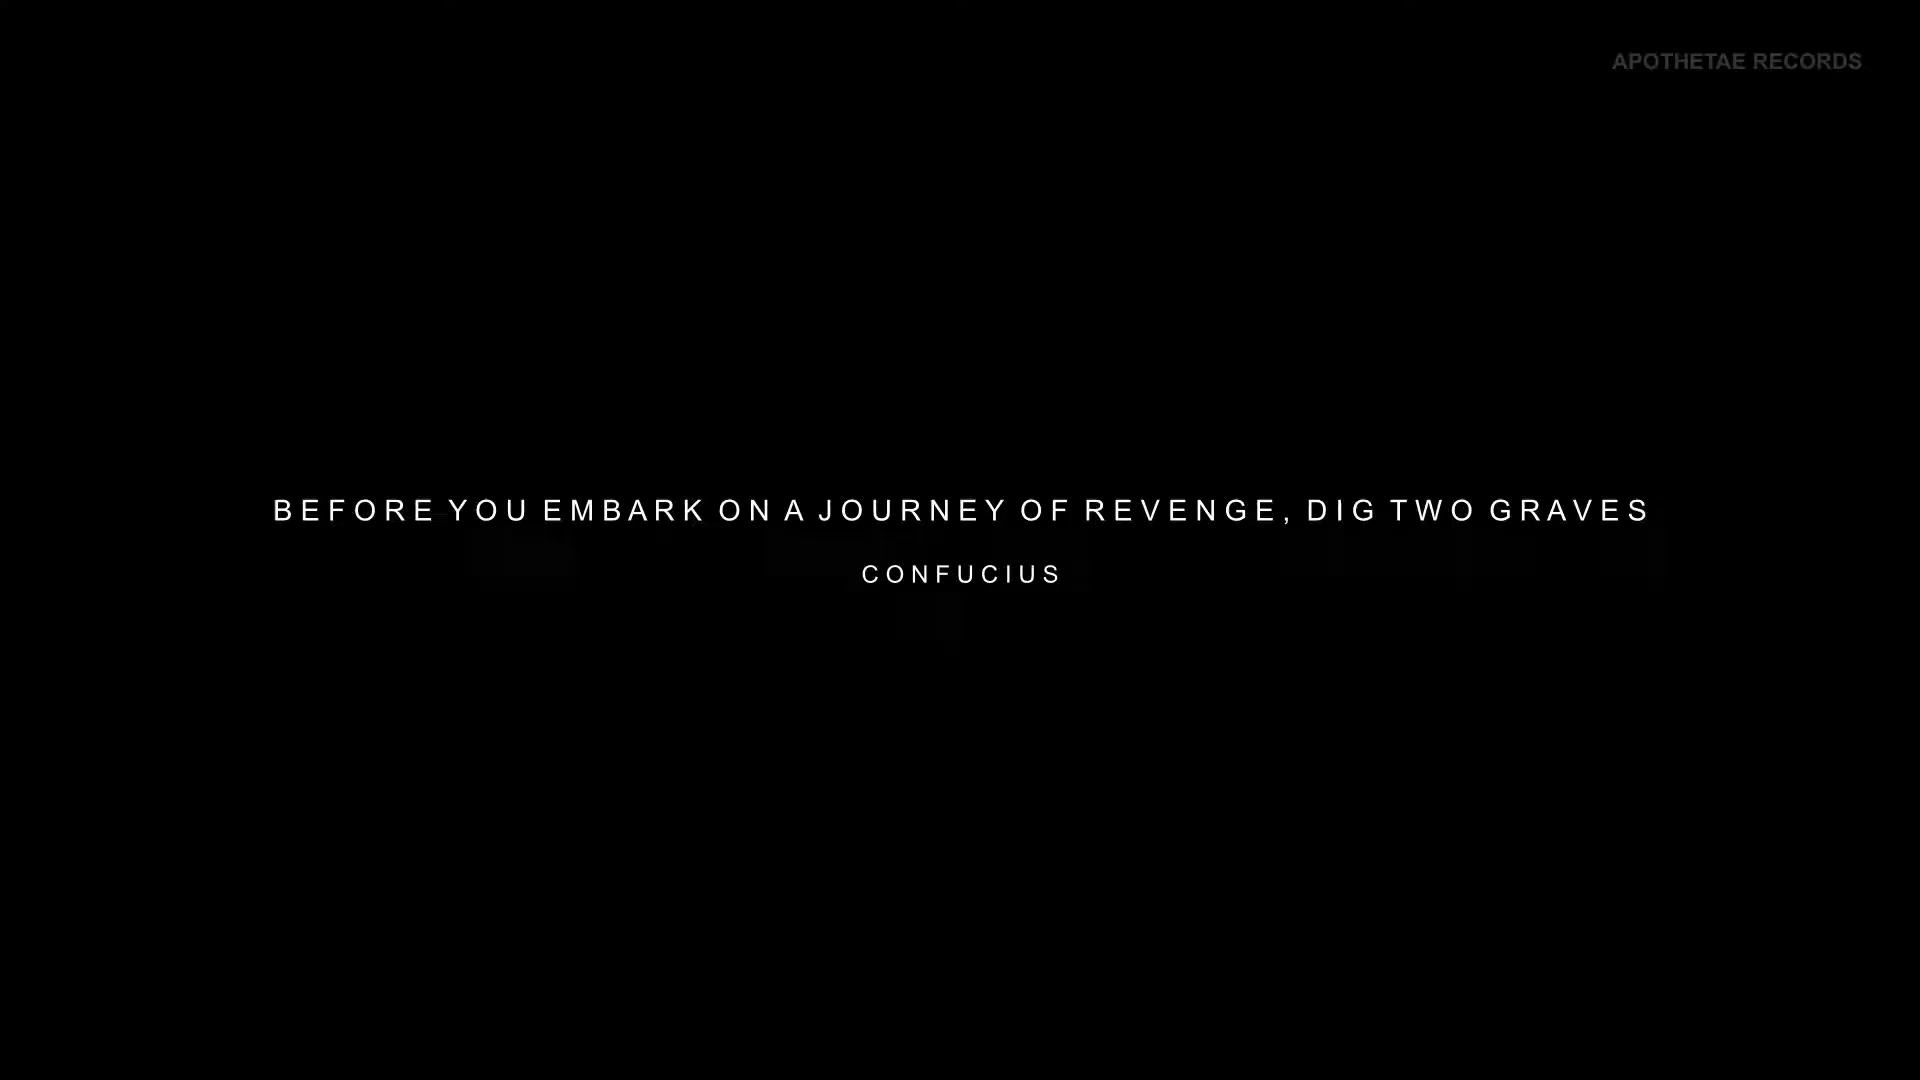 APOTHETAE RECORDS
BEFORE YOU EMBARK ON A JOURNEY OF REVENGE, DIG TWO GRAVES
CONFUCIUS